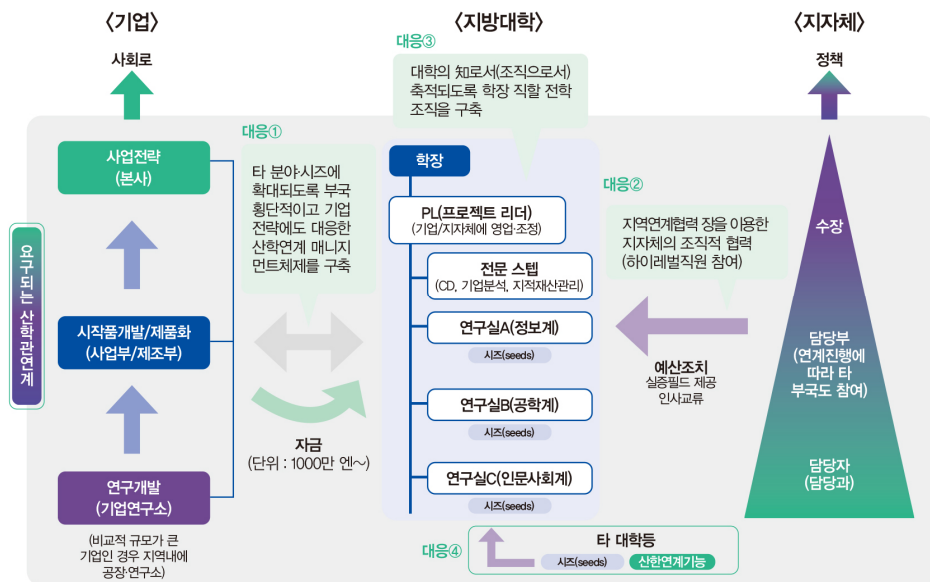 〈기업〉
〈지방대학〉
〈지자체〉
사회로
정책
요구되는 산학관연계
사업전략
(본사)
시작품개발/제품화
(사업부/제조부)
연구개발
(기업연구소)
(비교적 규모가 큰
기업인 경우 지역내에
공장·연구소)
대응①
타 분야·시즈에
확대되도록 부국
횡단적이고 기업
전략에도 대응한
산학연계 매니지
먼트체제를 구축
자금
(단위 : 1000만 엔~)
대응③
대학의 知로서(조직으로서)
축적되도록 학장 직할 전학
조직을 구축
학장
PL(프로젝트 리더)
(기업/지자체에 영업·조정)
전문 스텝
(CD, 기업분석, 지적재산관리)
연구실A(정보계)
시즈(seeds)
연구실B(공학계)
시즈(seeds)
연구실C(인문사회계)
시즈(seeds)
대응④
타 대학등
시즈(seeds)
산한연계기능
대응②
지역연계협력 장을 이용한
지자체의 조직적 협력
(하이레벌직원 참여)
예산조치
실증필드 제공
인사교류
수장
담당부
(연계진행에
따라 타
부국도 참여)
담당자
(담당과)